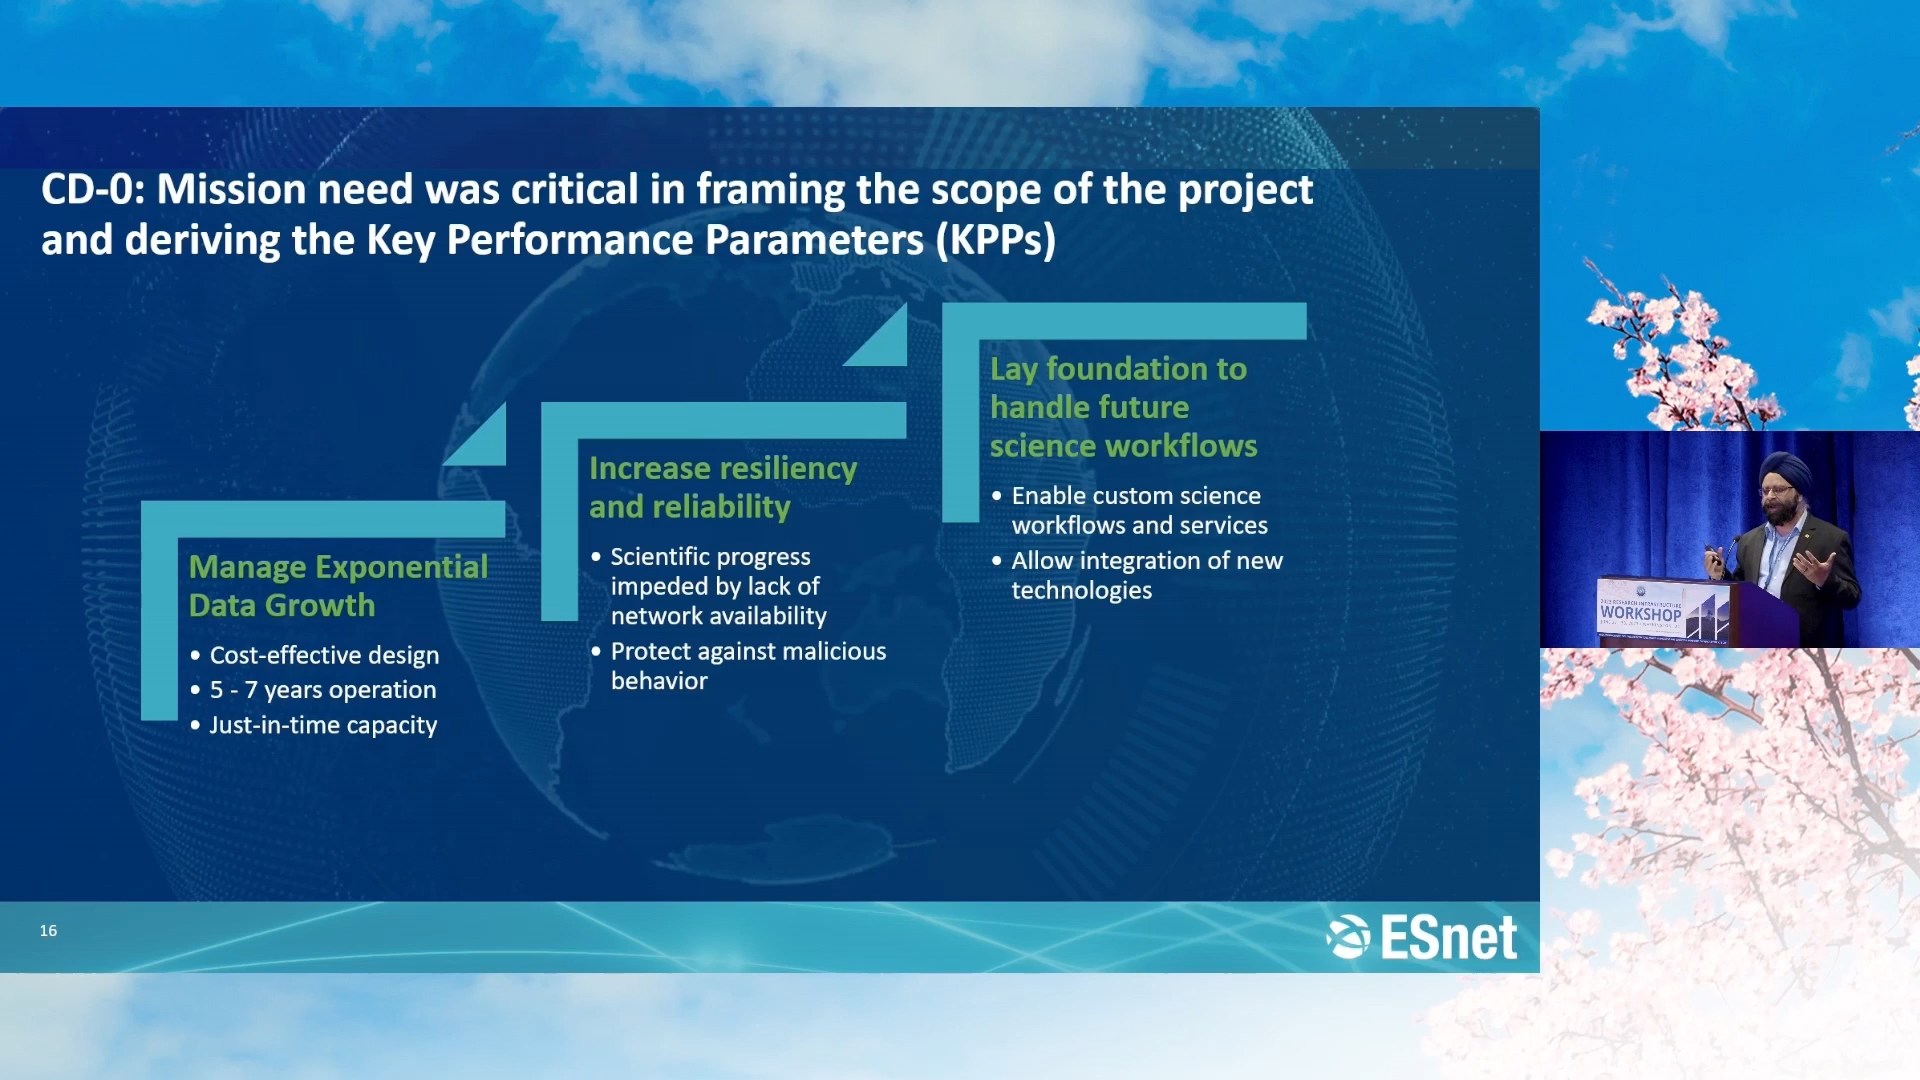 CD-0: Mission need was critical in framing the scope of the project
and deriving the Key Performance Parameters (KPPs)
Manage Exponential
Data Growth
• Cost-effective design
• 5 - 7 years operation
• Just-in-time capacity
Increase resiliency
and reliability
• Scientific progress
impeded by lack of
network availability
• Protect against malicious
behavior
Lay foundation to
handle future
science workflows
• Enable custom science
workflows and services
• Allow integration of new
technologies
16
ESnet
RESEARCH INFRASTRUCTURE
WORKSHOP